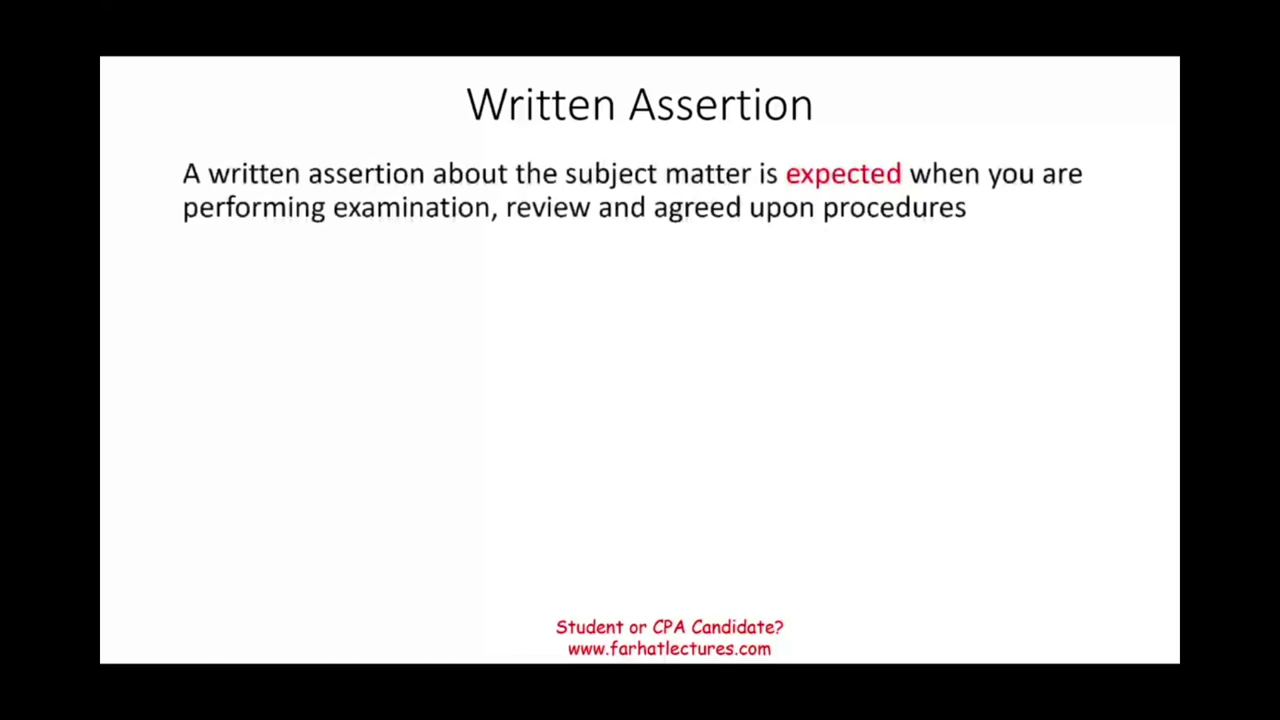 Written Assertion
A written assertion about the subject matter is expected when you are
performing examination, review and agreed upon procedures
Student or CPA Candidate?
www.farhatlectures.com